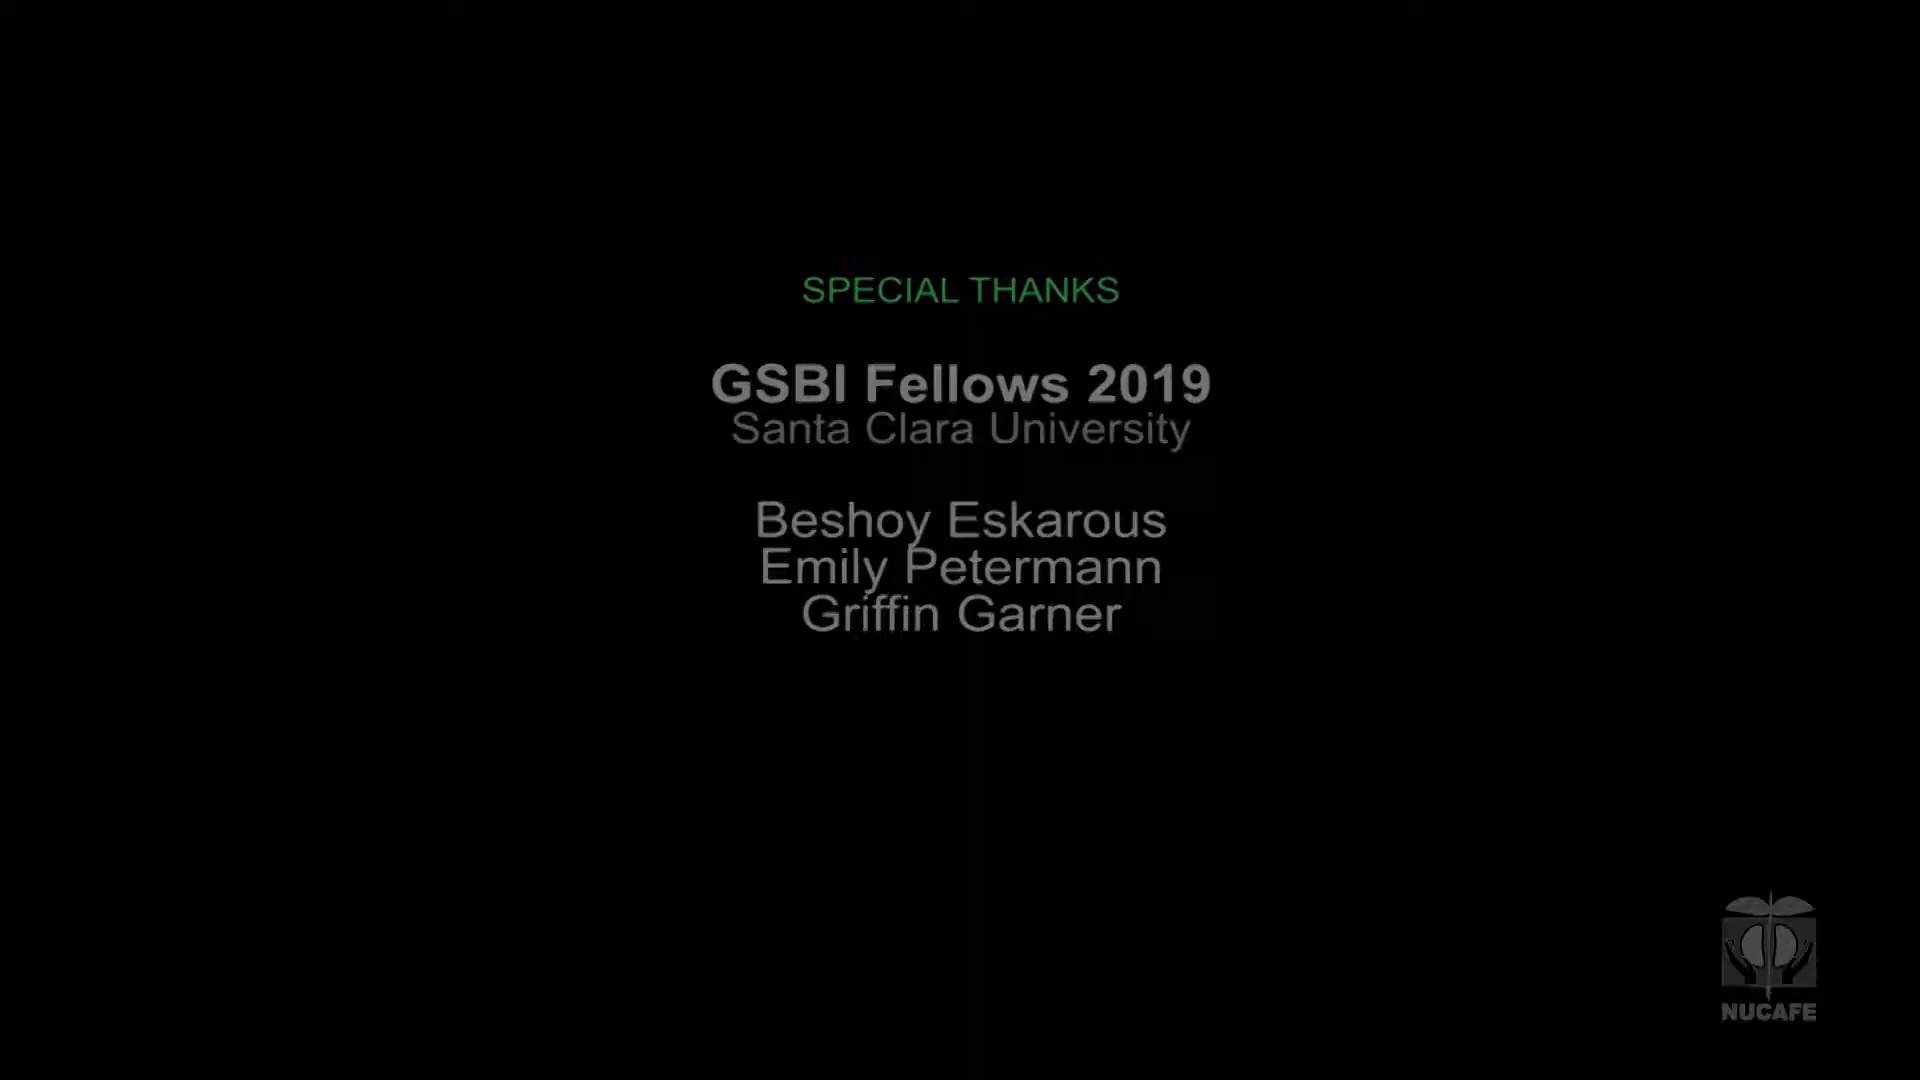 SPECIAL THANKS
GSBI Fellows 2019
Santa Clara University
Beshoy Eskarous
Emily Petermann
Griffin Garner
NUCAFE